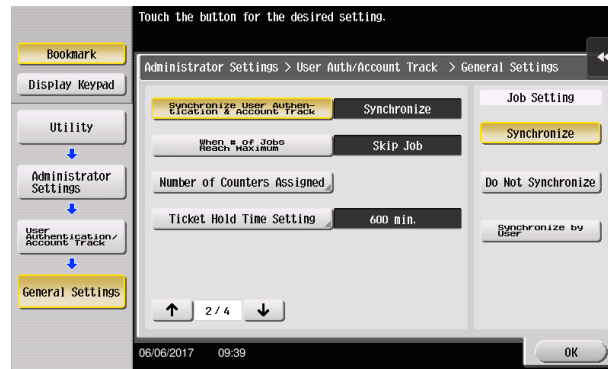 Touch the button for the desired setting.
Bookmark
Display Keypad
Utility
Administrator
Settings
User
Authentication/
Account Track
General Settings
Administrator Settings > User Auth/Account Track > General Settings
Synchronize User Authen-
tication & Account Track
Synchronize
When # of Jobs
Reach Maximum
Skip Job
Number of Counters Assigned
Ticket Hold Time Setting
600 min.
2/4
Job Setting
Synchronize
Do Not Synchronize
Synchronize by
User
06/06/2017 09:39
OK